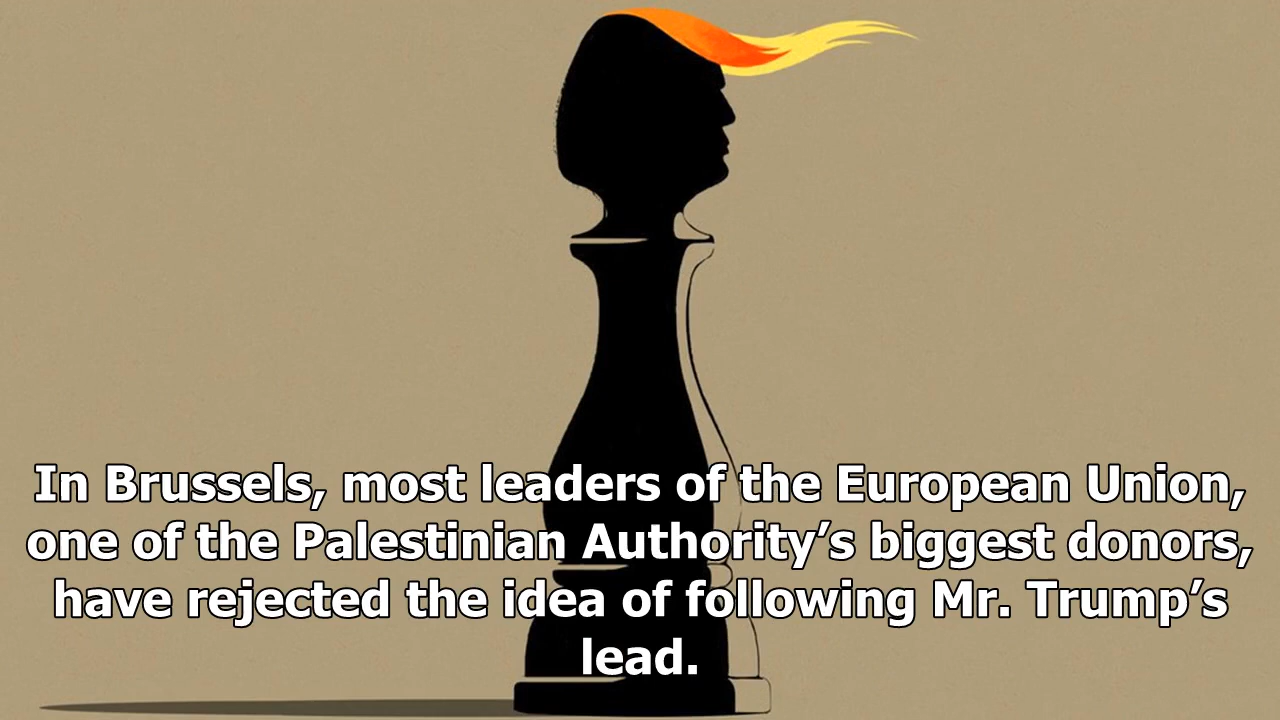 In Brussels, most leaders of the European Union,
one of the Palestinian Authority’s biggest donors,
have rejected the idea of following Mr. Trump’s
lead.